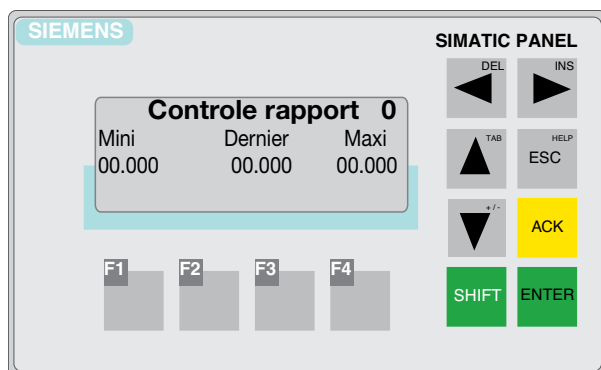 SIEMENS
SIMATIC PANEL
DEL
INS
Controle rapport 0
Mini Dernier Maxi
00.000 00.000 00.000
TAB
HELP
ESC
+/-
ACK
F1 F2 F3 F4
SHIFT ENTER